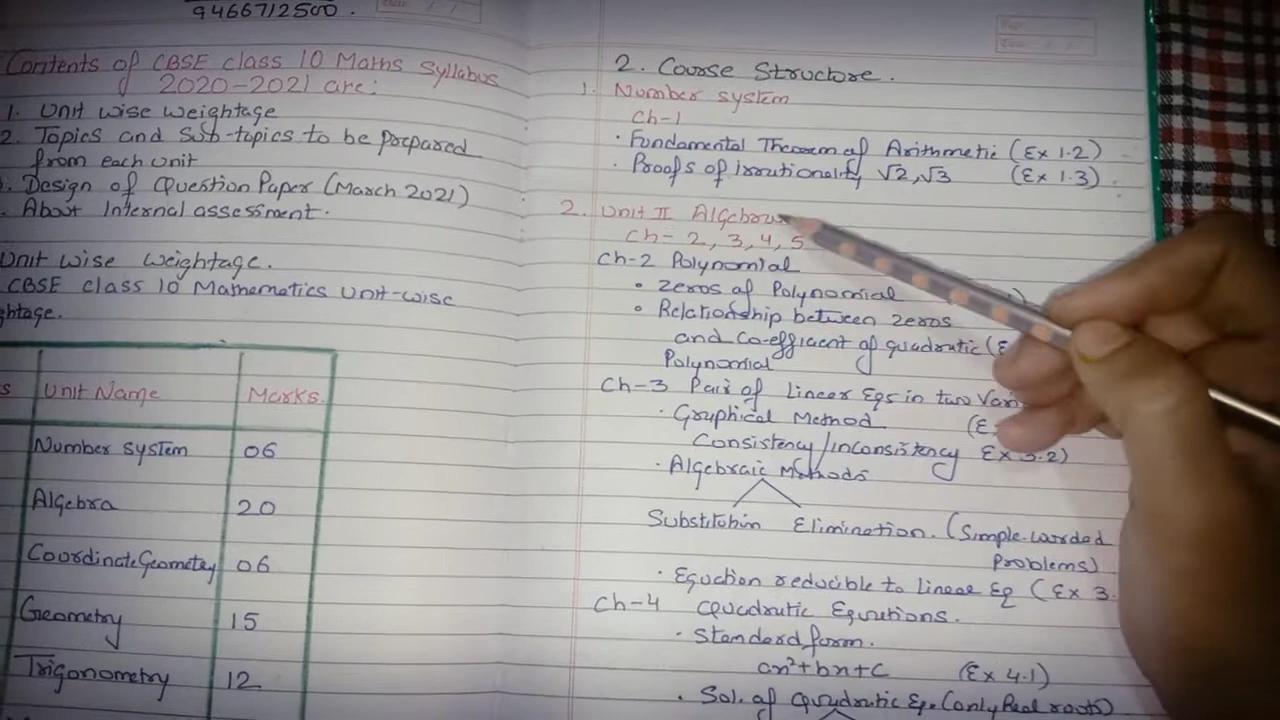 9466712500.
Contents of CBSE class 10 Maths Syllabus
2020-2021 are:
1. Unit wise weightage
2. Topics and Sub-topics to be prepared
from each unit
. Design of Question Paper (March 2021)
. About Internal assessment.
Unit wise weightage.
CBSE class 10 Mathematics Unit-wise
ghtage.
s Unit Name Marks.
Number system 06
Algebra 20
Coordinate Geometry 06
Geometry 15
Trigonometry 12
2. Course Structure.
1. Number system
Ch-1
· Fundamental Theorem of Arithmetic (Ex 1.2)
· Proofs of irrationality √2, √3 (Ex 1.3)
2. Unit II Algebra
Ch- 2, 3, 4, 5
Ch-2 Polynomial
• Zeros of Polynomial
• Relationship between zeros
and Co-efficient of quadratic (E
Polynomial
Ch-3 Pair of Linear Eqs in two Vari
· Graphical Method (E.
Consistency/inconsistency Ex 3.2)
· Algebraic Methods
Substitution Elimination. (Simple worded
Problems)
· Equation reducible to linear Eq (Ex 3.
Ch-4 Quadratic Equations.
· Standard form.
ax²+bx+c (Ex 4.1)
· Sol. of Quadratic Eq. (only Real roots)